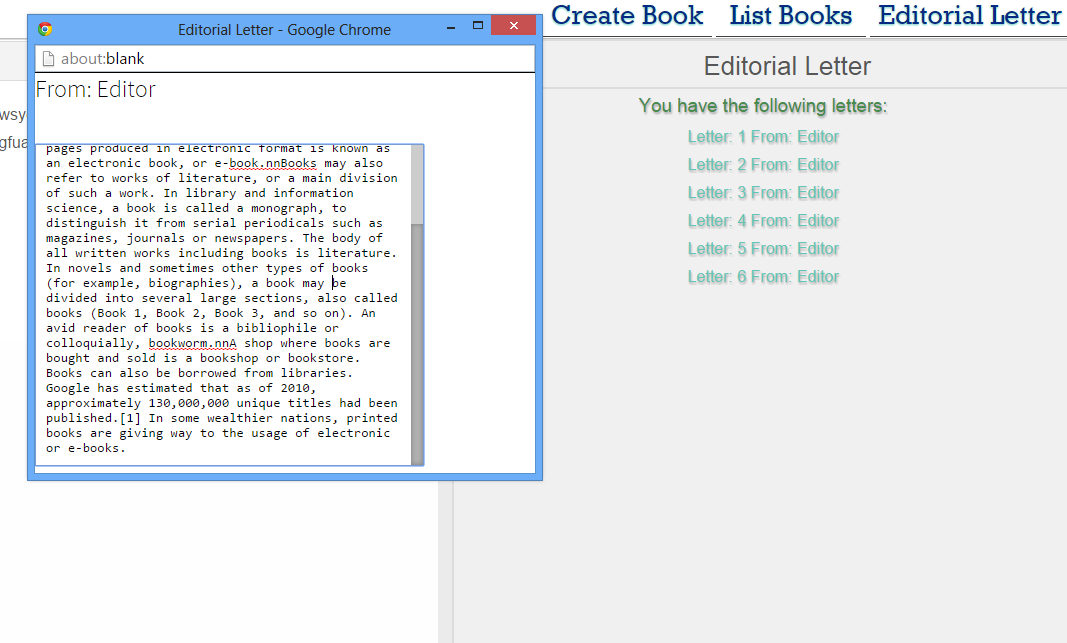 Editorial Letter - Google Chrome
about:blank
From: Editor
pages produced in electronic format is known as
an electronic book, or e-book.nnBooks may also
refer to works of literature, or a main division
of such a work. In library and information
science, a book is called a monograph, to
distinguish it from serial periodicals such as
magazines, journals or newspapers. The body of
all written works including books is literature.
In novels and sometimes other types of books
(for example, biographies), a book may be
divided into several large sections, also called
books (Book 1, Book 2, Book 3, and so on). An
avid reader of books is a bibliophile or
colloquially, bookworm.nnA shop where books are
bought and sold is a bookshop or bookstore.
Books can also be borrowed from libraries.
Google has estimated that as of 2010,
approximately 130,000,000 unique titles had been
published.[1] In some wealthier nations, printed
books are giving way to the usage of electronic
or e-books.
wsy
gfua
Create Book List Books Editorial Letter
Editorial Letter
You have the following letters:
Letter: 1 From: Editor
Letter: 2 From: Editor
Letter: 3 From: Editor
Letter: 4 From: Editor
Letter: 5 From: Editor
Letter: 6 From: Editor